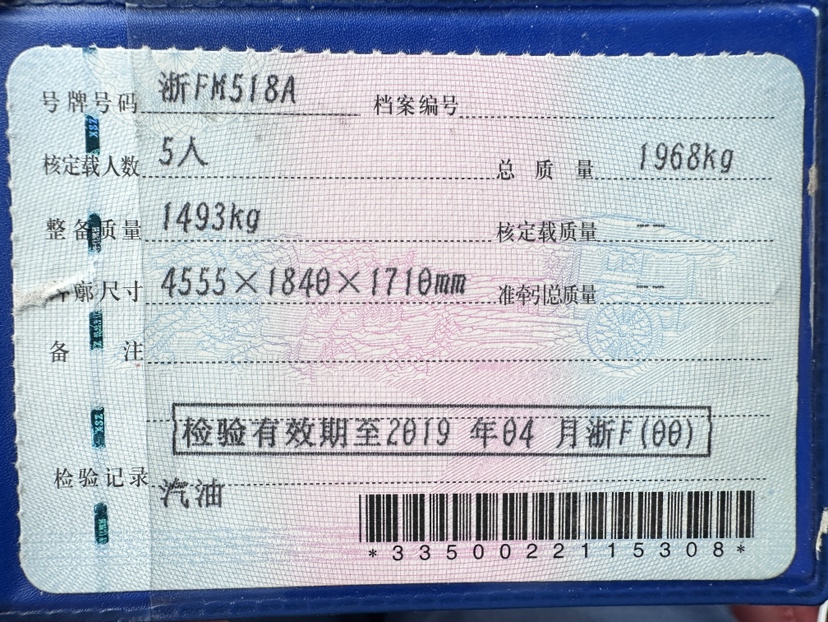 号牌号码 浙FM518A 档案编号
核定载人数 5人 总质量 1968kg
整备质量 1493kg 核定载质量 --
廓尺寸 4555×1840×1710mm 准牵引总质量 --
备注
检验有效期至2019年04月浙F(00)
检验记录
汽油
*3350022115308*